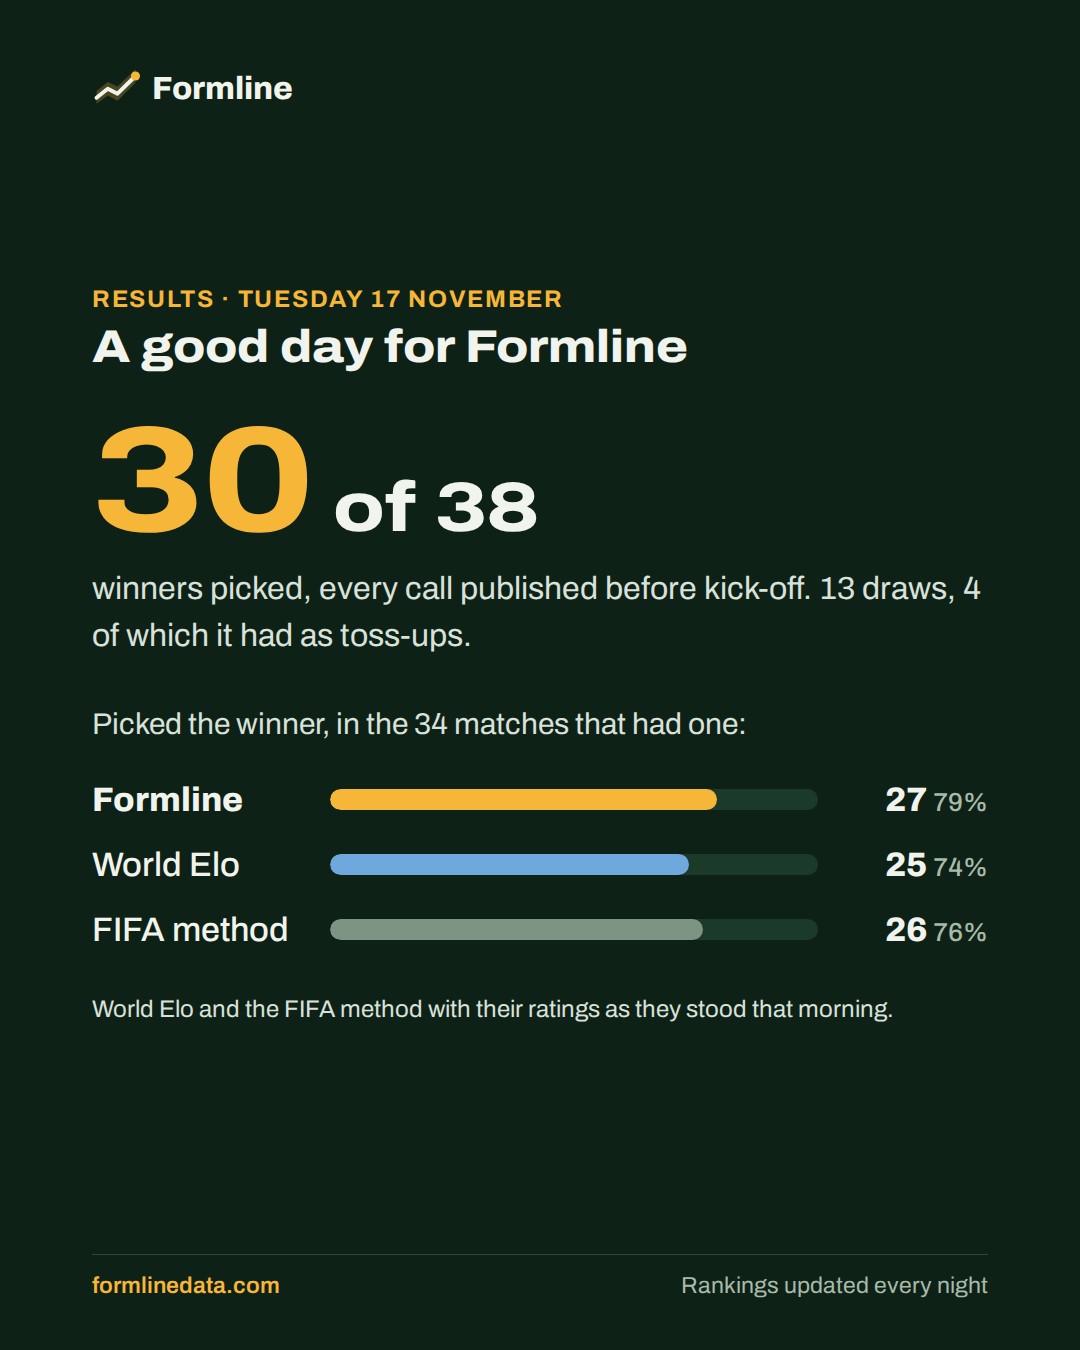 Formline
RESULTS · TUESDAY 17 NOVEMBER
A good day for Formline
30 of 38
winners picked, every call published before kick-off. 13 draws, 4
of which it had as toss-ups.
Picked the winner, in the 34 matches that had one:
Formline 27 79%
World Elo 25 74%
FIFA method 26 76%
World Elo and the FIFA method with their ratings as they stood that morning.
formlinedata.com Rankings updated every night